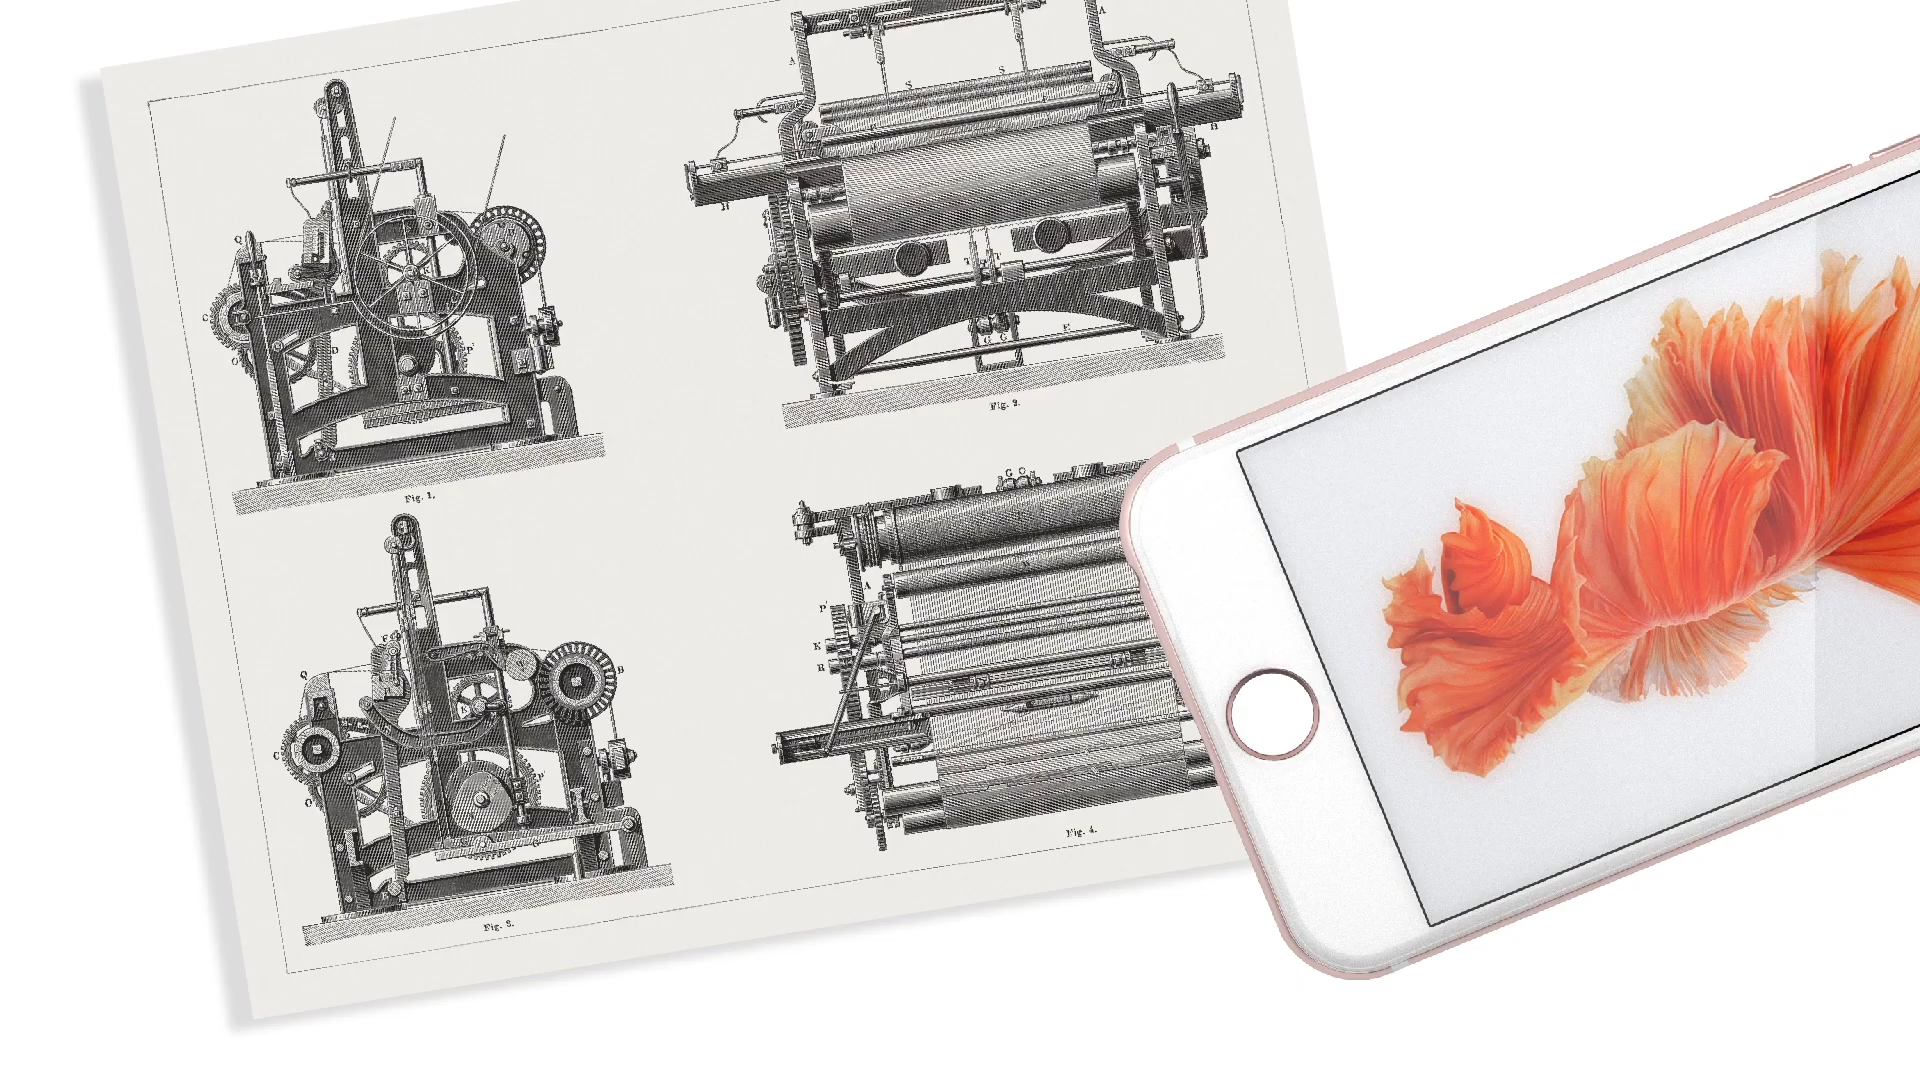 Fig. 1.
Fig. 2.
Fig. 3.
Fig. 4.
A
A
S
S
H
H
T
T
G
G
E
Q
C
O
D
P
Q
B
C
O
G O
A
P
K
R